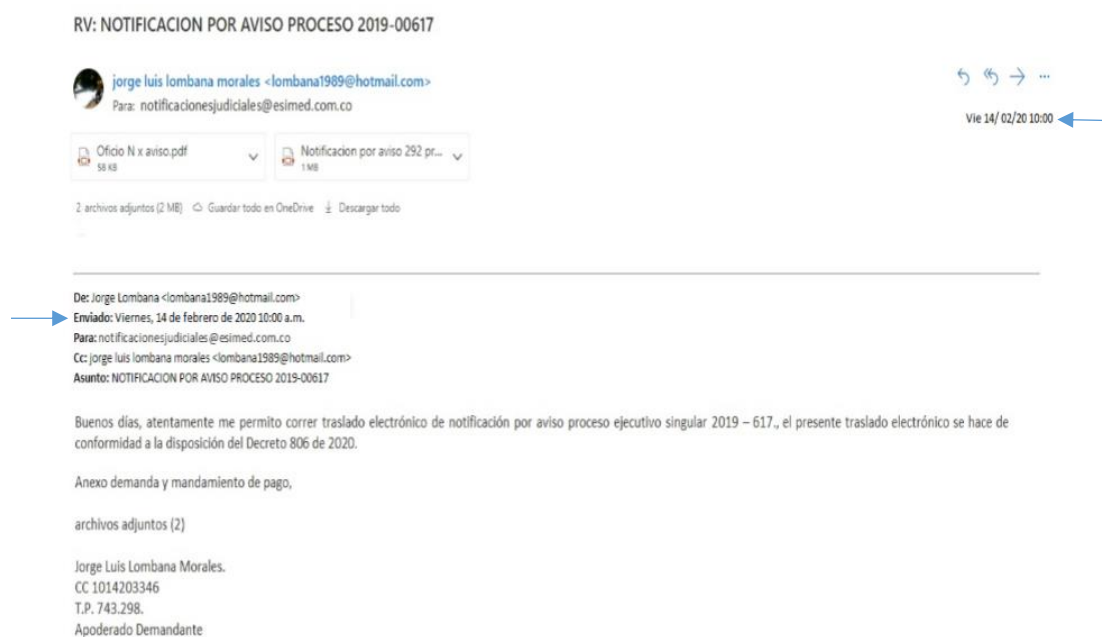 RV: NOTIFICACION POR AVISO PROCESO 2019-00617
jorge luis lombana morales <lombana1989@hotmail.com>
Para: notificacionesjudiciales@esimed.com.co
Vie 14/ 02/20 10:00
Oficio N x aviso.pdf
58 KB
Notificacion por aviso 292 pr...
1 MB
2 archivos adjuntos (2 MB) Guardar todo en OneDrive Descargar todo
De: Jorge Lombana <lombana1989@hotmail.com>
Enviado: Viernes, 14 de febrero de 2020 10:00 a.m.
Para: notificacionesjudiciales@esimed.com.co
Cc: jorge luis lombana morales <lombana1989@hotmail.com>
Asunto: NOTIFICACION POR AVISO PROCESO 2019-00617
Buenos días, atentamente me permito correr traslado electrónico de notificación por aviso proceso ejecutivo singular 2019 – 617., el presente traslado electrónico se hace de
conformidad a la disposición del Decreto 806 de 2020.
Anexo demanda y mandamiento de pago,
archivos adjuntos (2)
Jorge Luis Lombana Morales.
CC 1014203346
T.P. 743.298.
Apoderado Demandante